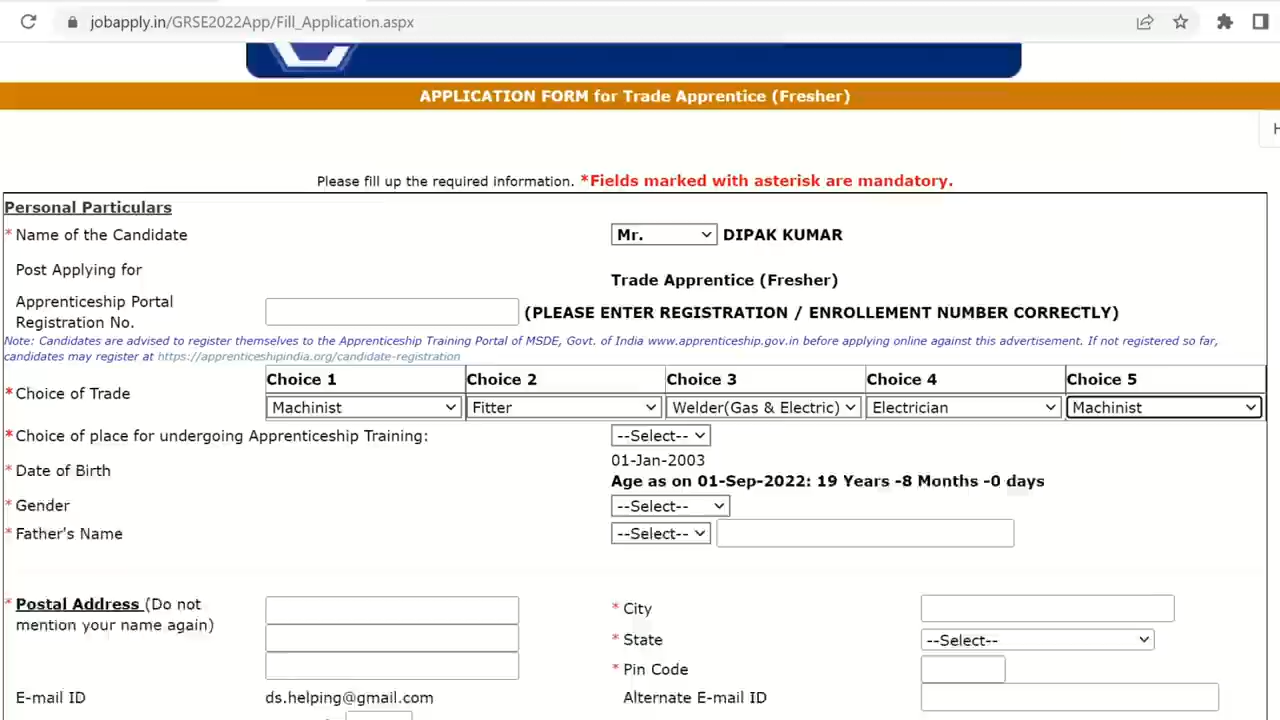 jobapply.in/GRSE2022App/Fill_Application.aspx
APPLICATION FORM for Trade Apprentice (Fresher)
H
Please fill up the required information. *Fields marked with asterisk are mandatory.
Personal Particulars
* Name of the Candidate Mr. DIPAK KUMAR
Post Applying for Trade Apprentice (Fresher)
Apprenticeship Portal
Registration No. (PLEASE ENTER REGISTRATION / ENROLLEMENT NUMBER CORRECTLY)
Note: Candidates are advised to register themselves to the Apprenticeship Training Portal of MSDE, Govt. of India www.apprenticeship.gov.in before applying online against this advertisement. If not registered so far,
candidates may register at https://apprenticeshipindia.org/candidate-registration
Choice 1 Choice 2 Choice 3 Choice 4 Choice 5
* Choice of Trade Machinist Fitter Welder(Gas & Electric) Electrician Machinist
* Choice of place for undergoing Apprenticeship Training: --Select--
01-Jan-2003
* Date of Birth
Age as on 01-Sep-2022: 19 Years -8 Months -0 days
* Gender --Select--
* Father's Name --Select--
* Postal Address (Do not
mention your name again)
* City
* State --Select--
* Pin Code
E-mail ID ds.helping@gmail.com Alternate E-mail ID